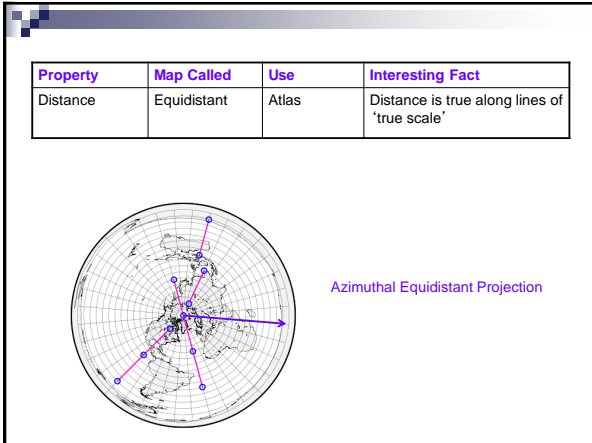 Property Map Called Use Interesting Fact
Distance Equidistant Atlas Distance is true along lines of
‘true scale’
Azimuthal Equidistant Projection